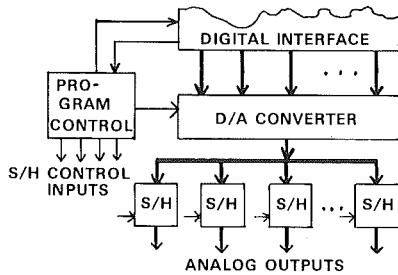 DIGITAL INTERFACE
PRO-
GRAM
CONTROL
D/A CONVERTER
S/H CONTROL
INPUTS
S/H S/H S/H ... S/H
ANALOG OUTPUTS